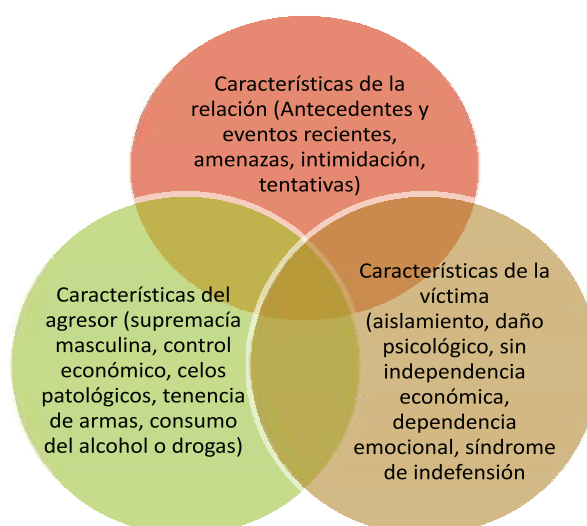 Características de la
relación (Antecedentes y
eventos recientes,
amenazas, intimidación,
tentativas)
Características del
agresor (supremacía
masculina, control
económico, celos
patológicos, tenencia
de armas, consumo
del alcohol o drogas)
Características de la
víctima
(aislamiento, daño
psicológico, sin
independencia
económica,
dependencia
emocional, síndrome
de indefensión